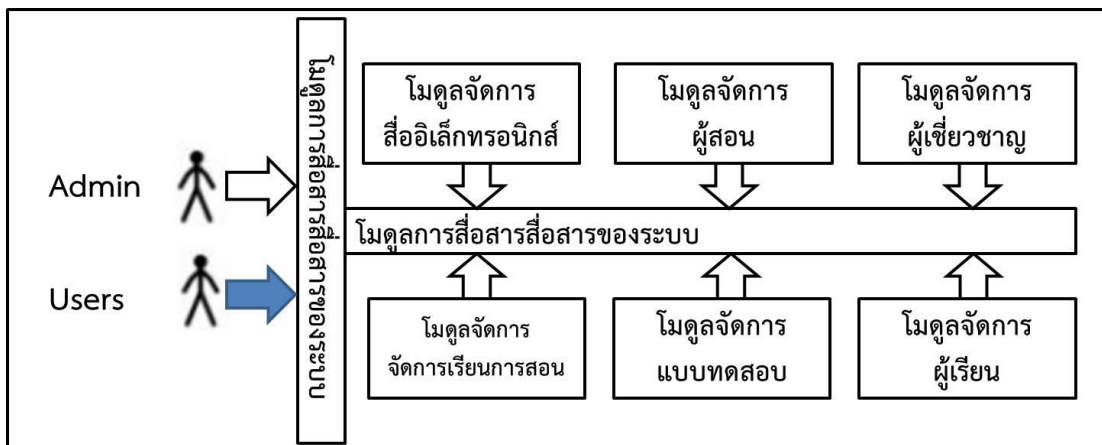 Admin
Users
โมดูลการสื่อสารสื่อสารของระบบ
โมดูลจัดการ
สื่ออิเล็กทรอนิกส์
โมดูลจัดการ
ผู้สอน
โมดูลจัดการ
ผู้เชี่ยวชาญ
โมดูลการสื่อสารสื่อสารของระบบ
โมดูลจัดการ
จัดการเรียนการสอน
โมดูลจัดการ
แบบทดสอบ
โมดูลจัดการ
ผู้เรียน